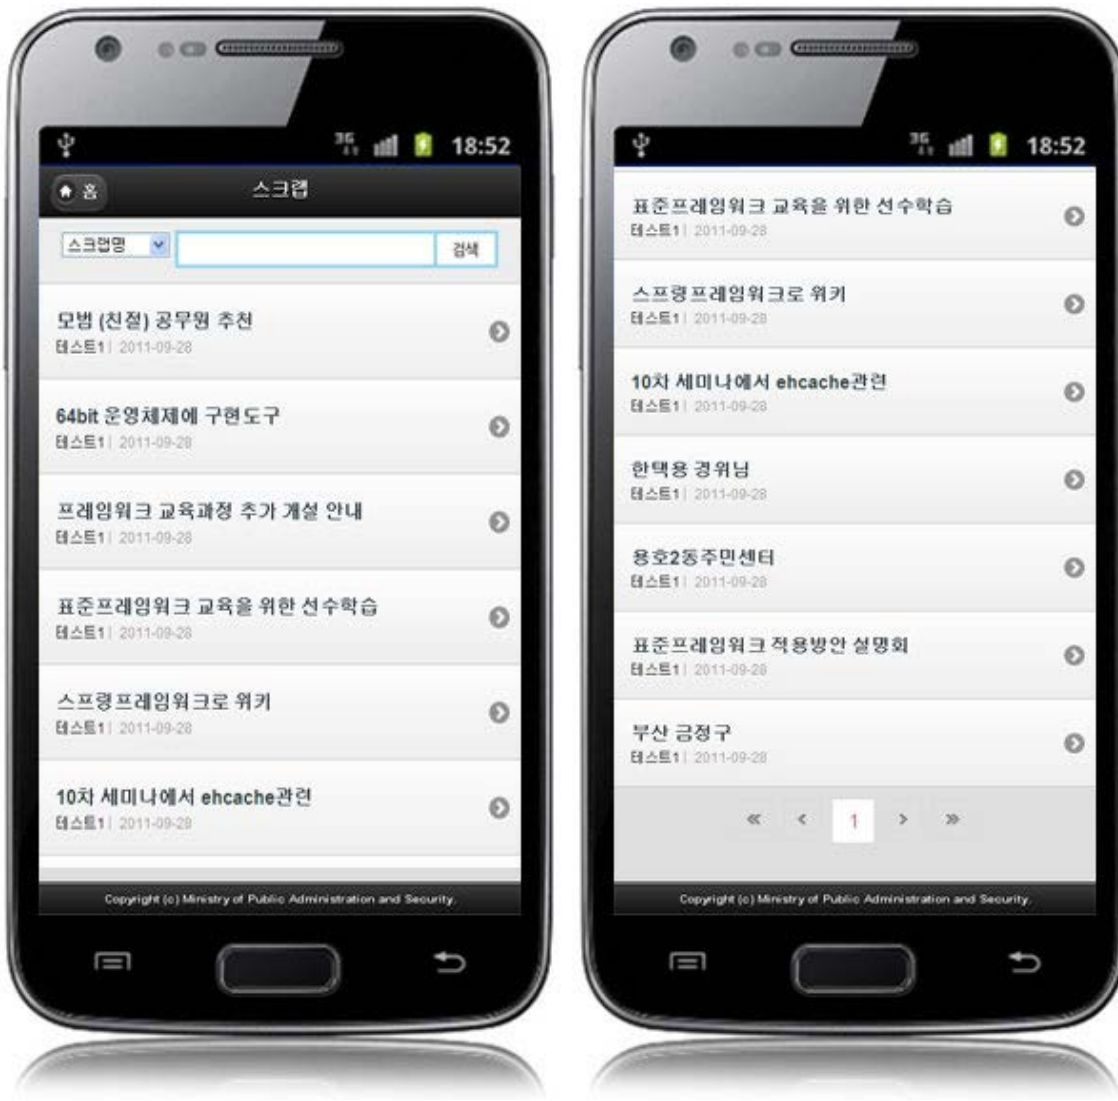 18:52
홈
스크랩
스크랩명
검색
모범 (친절) 공무원 추천
테스트1 | 2011-09-28
64bit 운영체제에 구현도구
테스트1 | 2011-09-28
프레임워크 교육과정 추가 개설 안내
테스트1 | 2011-09-28
표준프레임워크 교육을 위한 선수학습
테스트1 | 2011-09-28
스프링프레임워크로 위키
테스트1 | 2011-09-28
10차 세미나에서 ehcache관련
테스트1 | 2011-09-28
Copyright (c) Ministry of Public Administration and Security.
3G
18:52
표준프레임워크 교육을 위한 선수학습
테스트1 | 2011-09-28
스프링프레임워크로 위키
테스트1 | 2011-09-28
10차 세미나에서 ehcache관련
테스트1 | 2011-09-28
한택용 경위님
테스트1 | 2011-09-28
용호2동주민센터
테스트1 | 2011-09-28
표준프레임워크 적용방안 설명회
테스트1 | 2011-09-28
부산 금정구
테스트1 | 2011-09-28
« < 1 > »
Copyright (c) Ministry of Public Administration and Security.